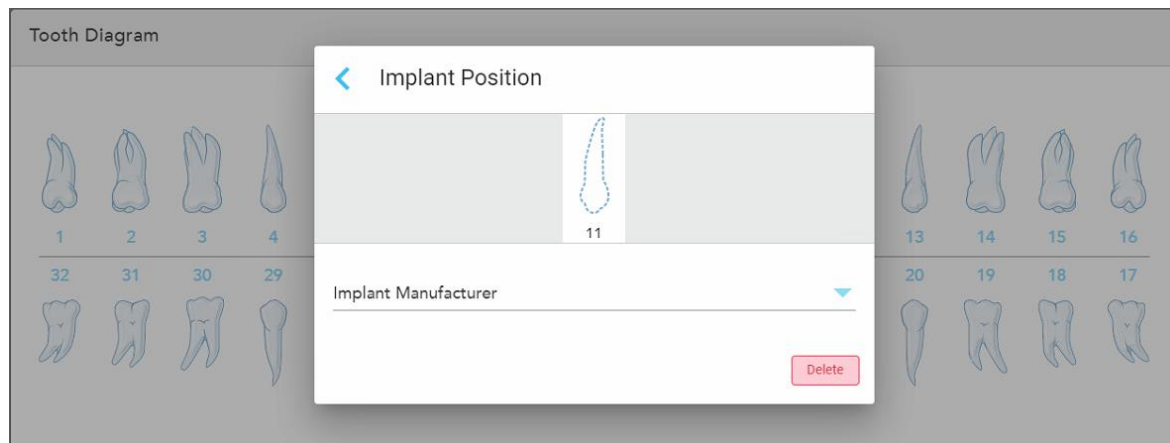 Tooth Diagram
Implant Position
11
1 2 3 4 13 14 15 16
32 31 30 29 20 19 18 17
Implant Manufacturer
Delete